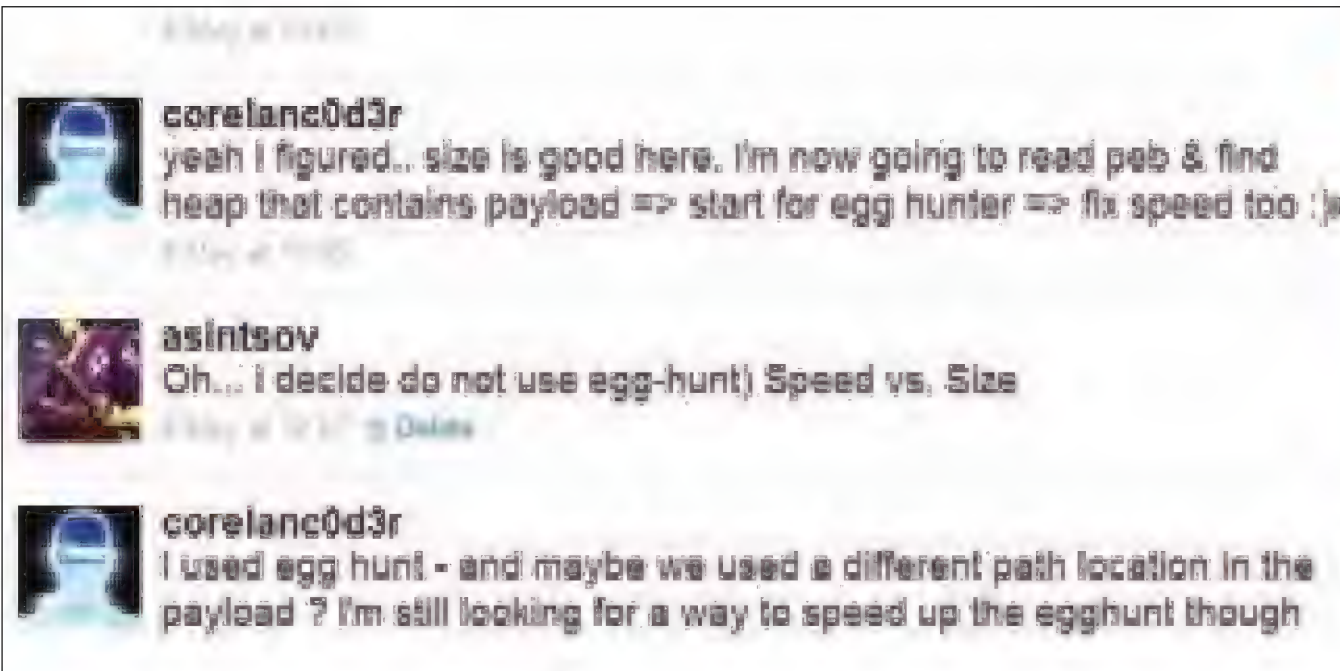 corelanc0d3r
yeah I figured.. size is good here. I'm now going to read peb & find
heap that contains payload => start for egg hunter => fix speed too :)
asintsov
Oh... I decide do not use egg-hunt) Speed vs. Size
Delete
corelanc0d3r
I used egg hunt - and maybe we used a different path location in the
payload ? I'm still looking for a way to speed up the egghunt though